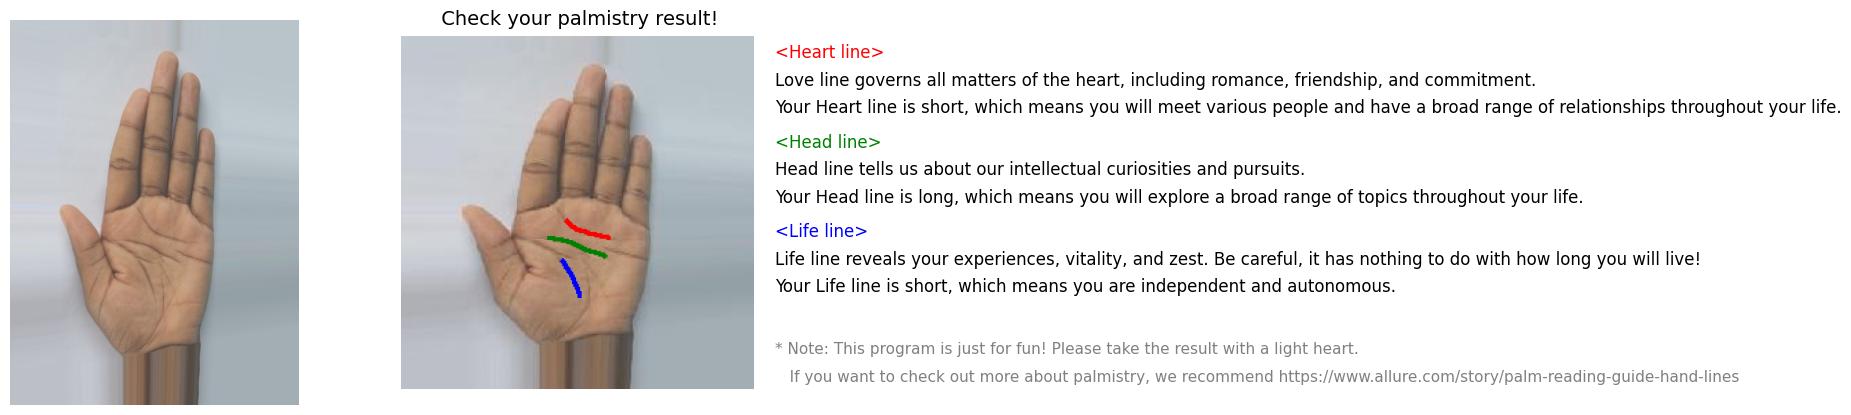 Check your palmistry result!
<Heart line>
Love line governs all matters of the heart, including romance, friendship, and commitment.
Your Heart line is short, which means you will meet various people and have a broad range of relationships throughout your life.
<Head line>
Head line tells us about our intellectual curiosities and pursuits.
Your Head line is long, which means you will explore a broad range of topics throughout your life.
<Life line>
Life line reveals your experiences, vitality, and zest. Be careful, it has nothing to do with how long you will live!
Your Life line is short, which means you are independent and autonomous.
* Note: This program is just for fun! Please take the result with a light heart.
If you want to check out more about palmistry, we recommend https://www.allure.com/story/palm-reading-guide-hand-lines